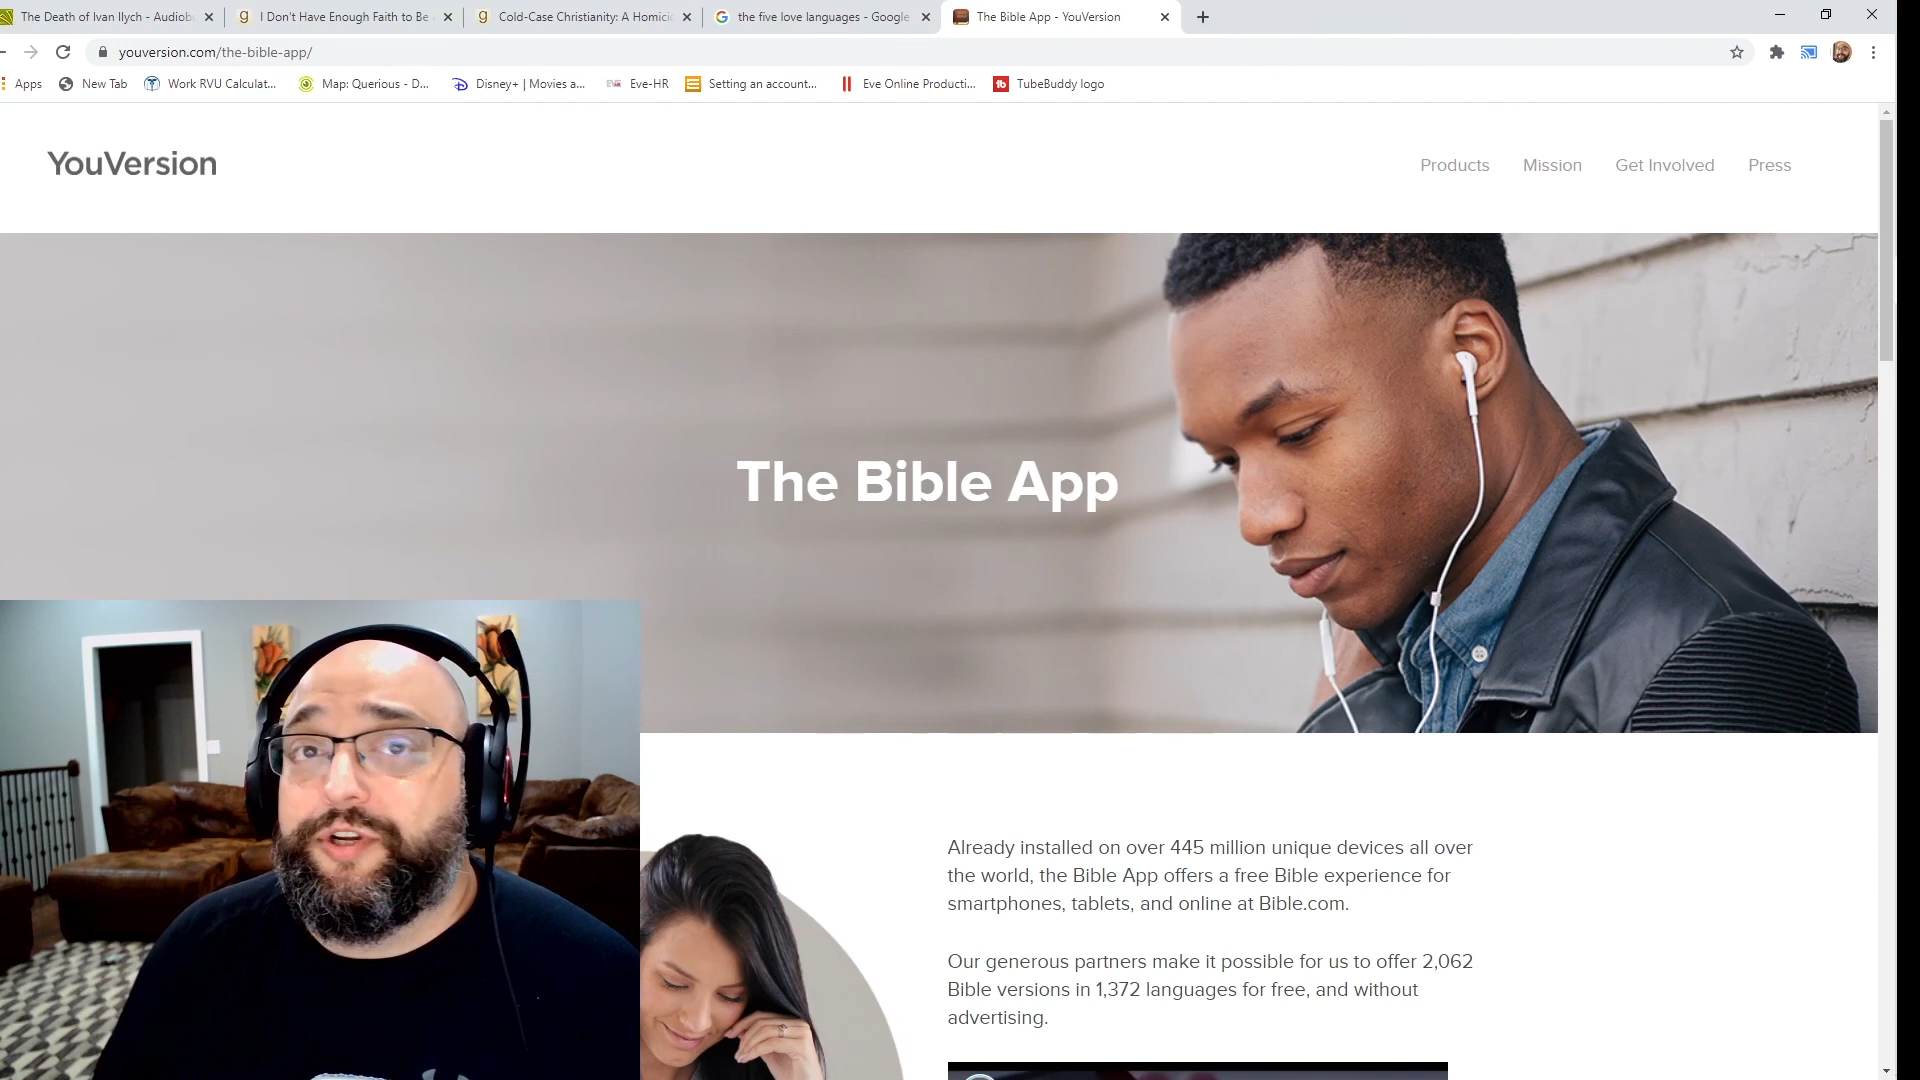 The Death of Ivan Ilych - Audiob
I Don't Have Enough Faith to Be
Cold-Case Christianity: A Homici
the five love languages - Google
The Bible App - YouVersion
youversion.com/the-bible-app/
Apps
New Tab
Work RVU Calculat...
Map: Querious - D...
Disney+ | Movies a...
Eve-HR
Setting an account...
Eve Online Producti...
TubeBuddy logo
YouVersion
Products
Mission
Get Involved
Press
The Bible App
Already installed on over 445 million unique devices all over
the world, the Bible App offers a free Bible experience for
smartphones, tablets, and online at Bible.com.
Our generous partners make it possible for us to offer 2,062
Bible versions in 1,372 languages for free, and without
advertising.